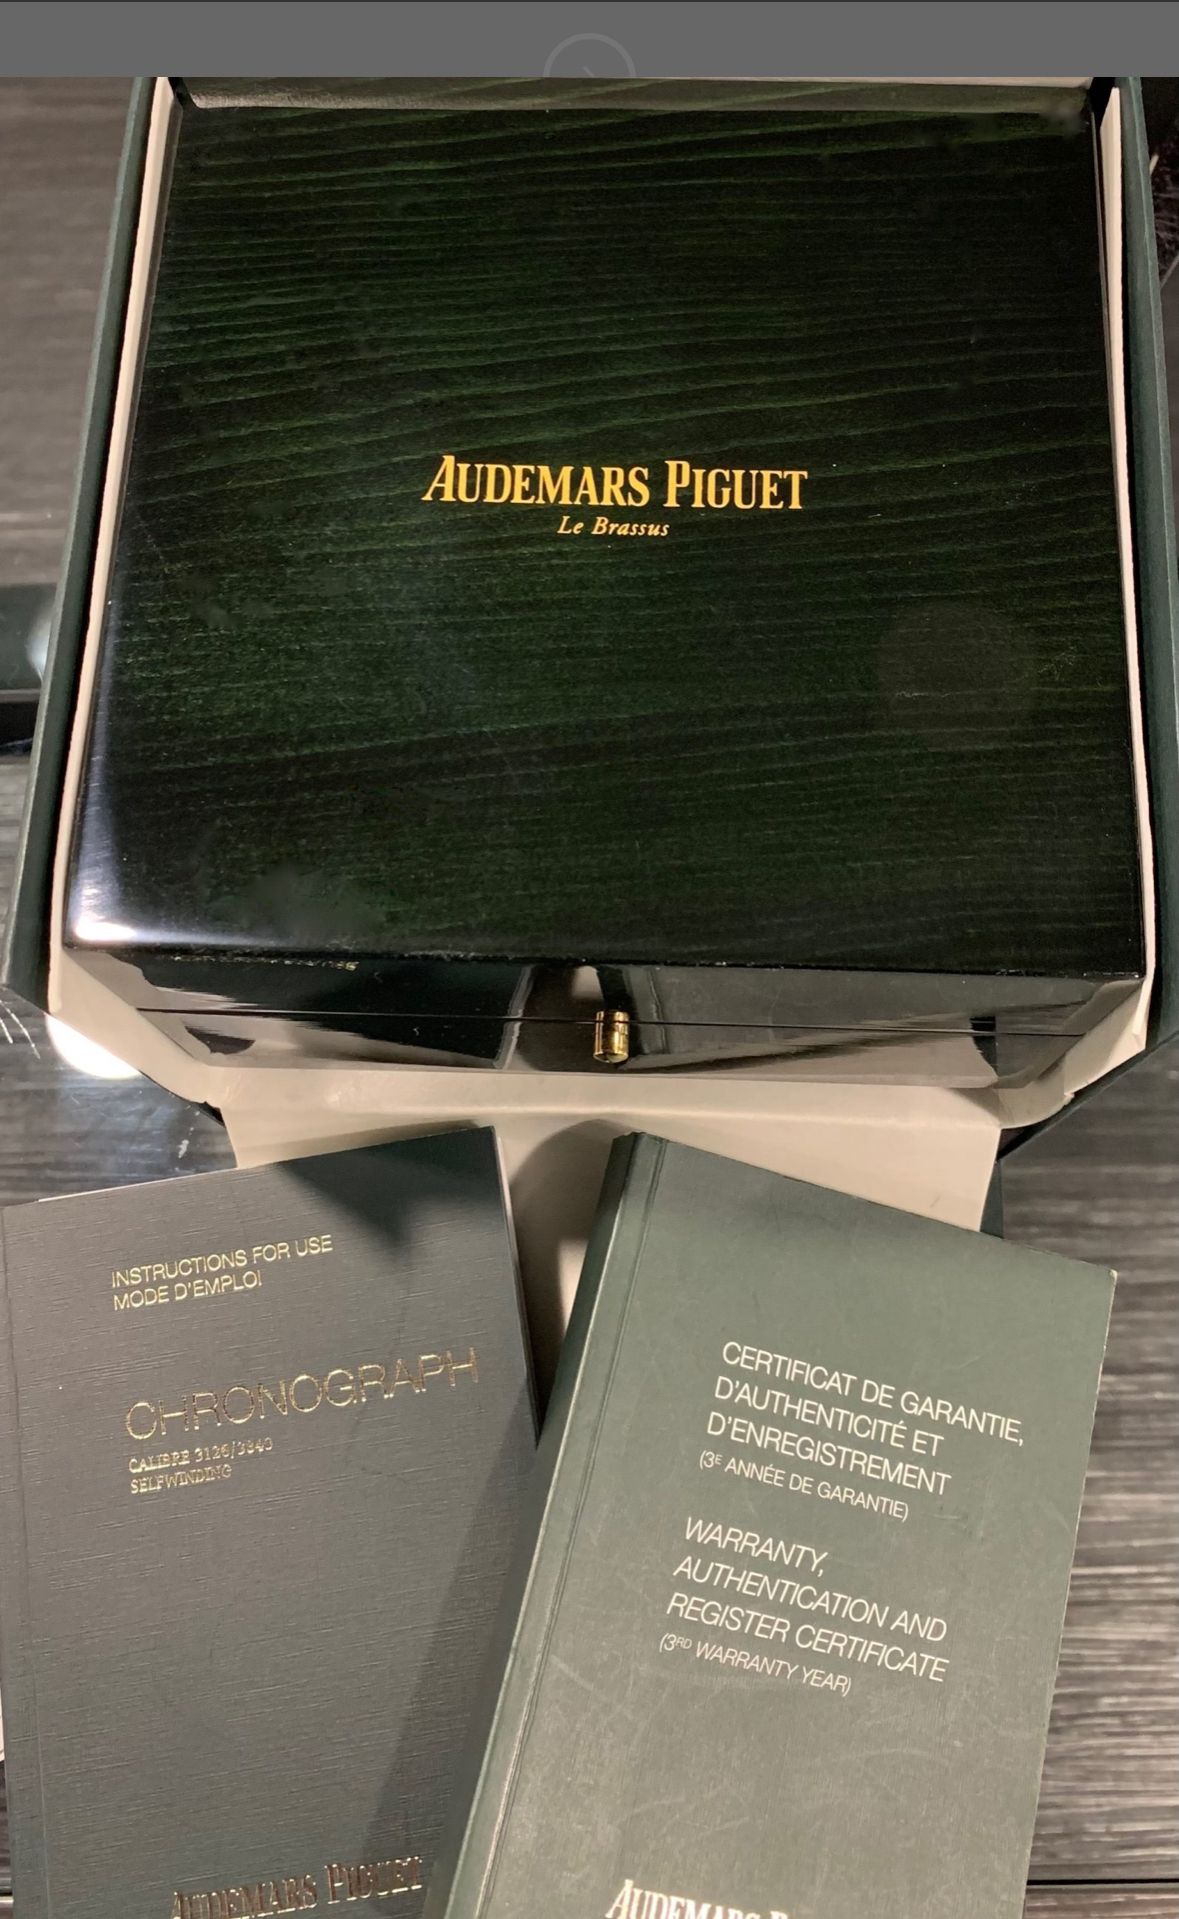 AUDEMARS PIGUET
Le Brassus
INSTRUCTIONS FOR USE
MODE D'EMPLOI
CHRONOGRAPH
CALIBRE 3126/3840
SELFWINDING
AUDEMARS PIGUET
CERTIFICAT DE GARANTIE,
D'AUTHENTICITÉ ET
D'ENREGISTREMENT
(3E ANNÉE DE GARANTIE)
WARRANTY,
AUTHENTICATION AND
REGISTER CERTIFICATE
(3RD WARRANTY YEAR)
AUDEMARS